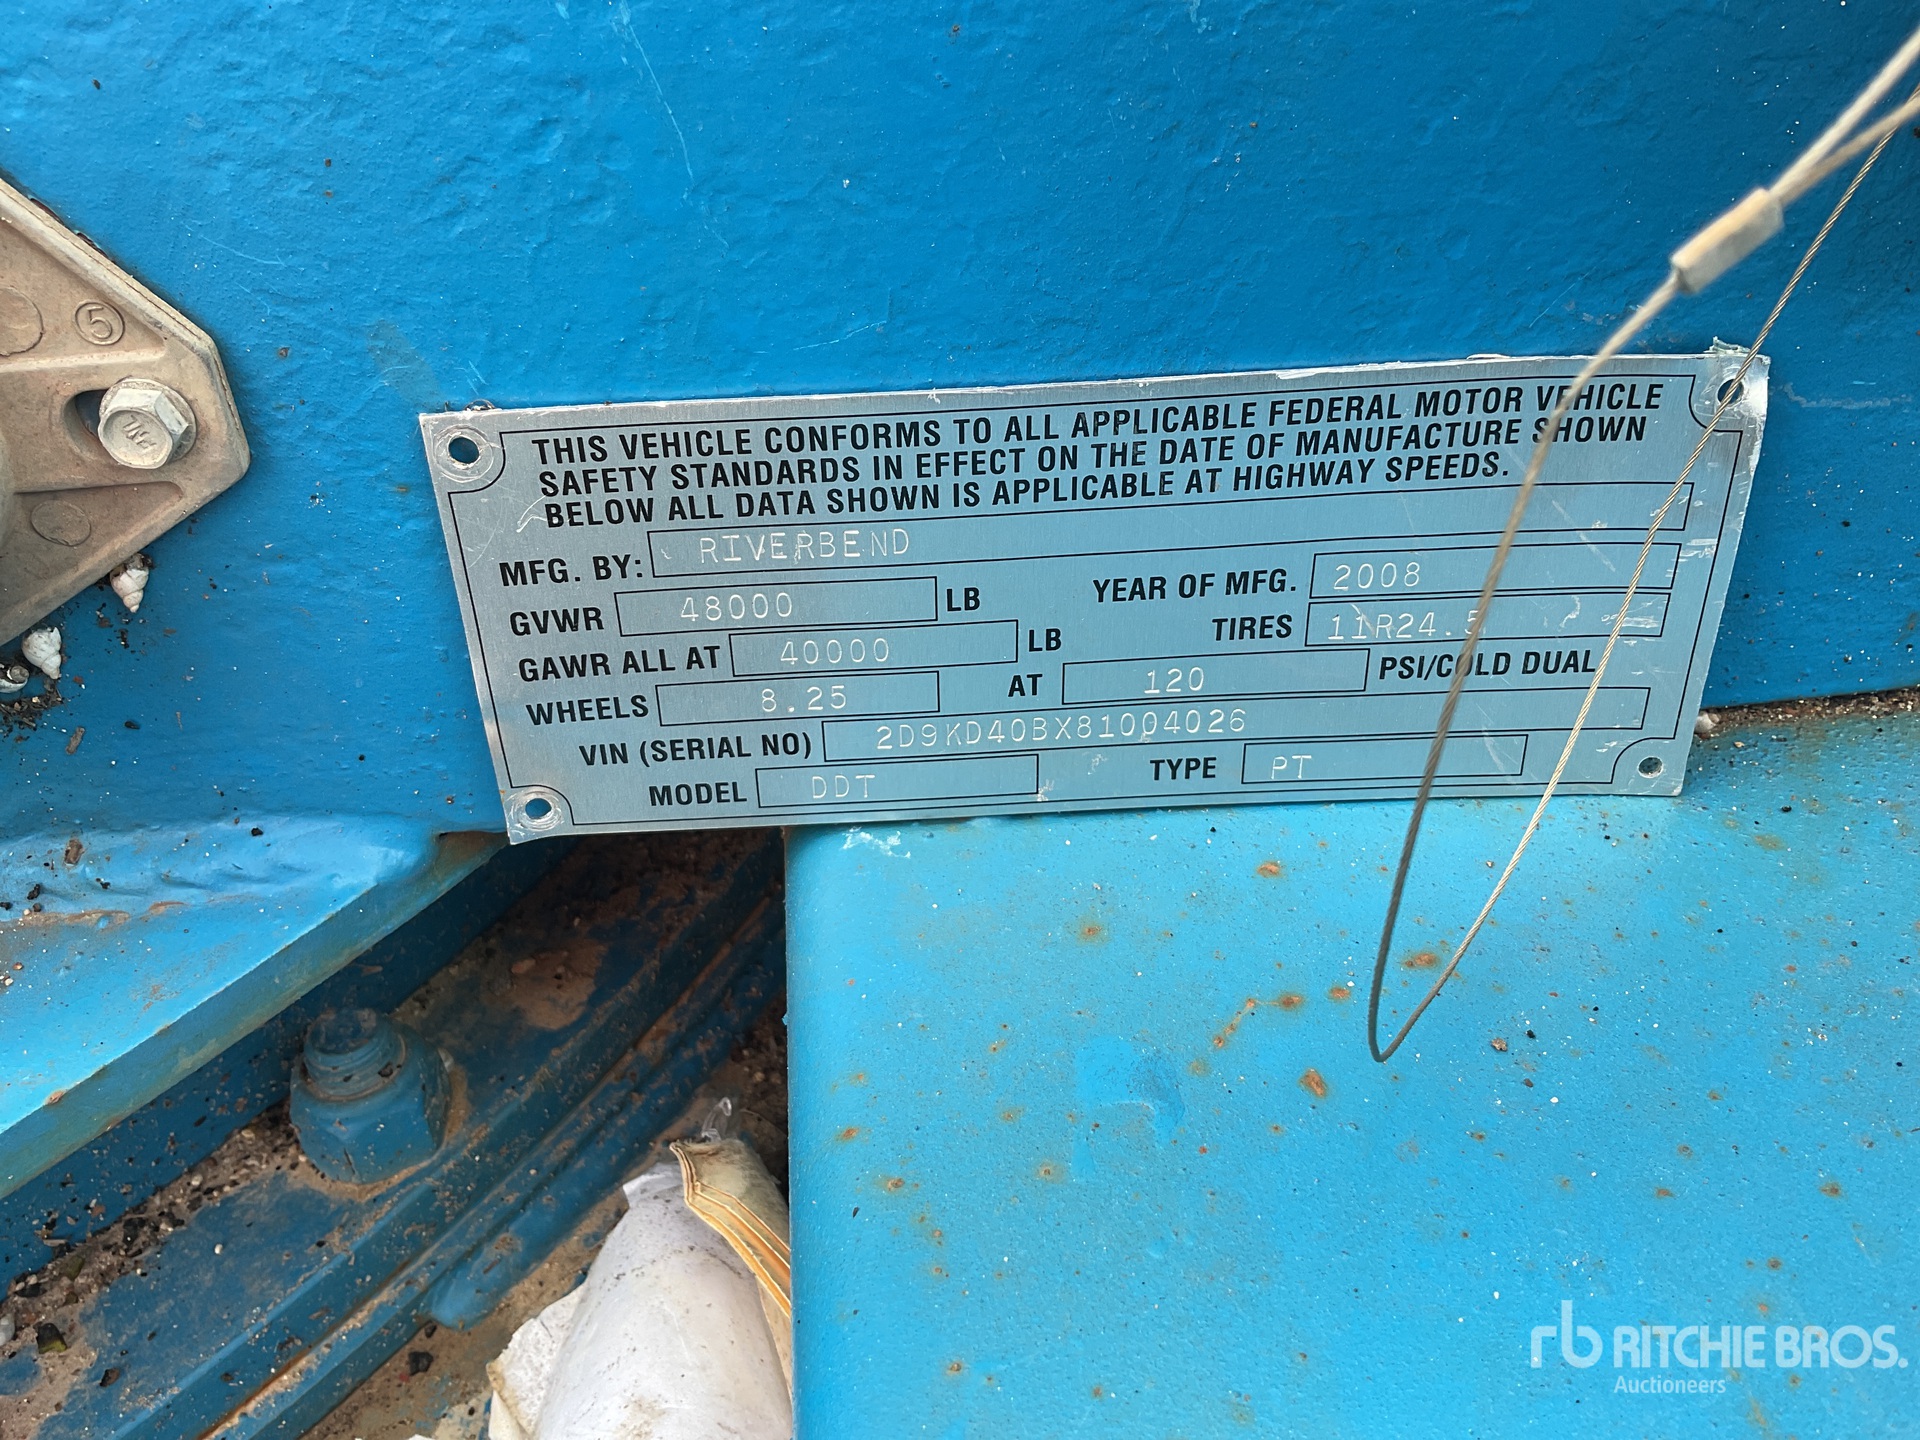 THIS VEHICLE CONFORMS TO ALL APPLICABLE FEDERAL MOTOR VEHICLE
SAFETY STANDARDS IN EFFECT ON THE DATE OF MANUFACTURE SHOWN
BELOW ALL DATA SHOWN IS APPLICABLE AT HIGHWAY SPEEDS.
MFG. BY: RIVERBEND
GVWR 48000 LB YEAR OF MFG. 2008
GAWR ALL AT 40000 LB TIRES 11R24.5
WHEELS 8.25 AT 120 PSI/COLD DUAL
VIN (SERIAL NO) 2D9KD40BX81004026
MODEL DDT TYPE PT
5
rb RITCHIE BROS.
Auctioneers